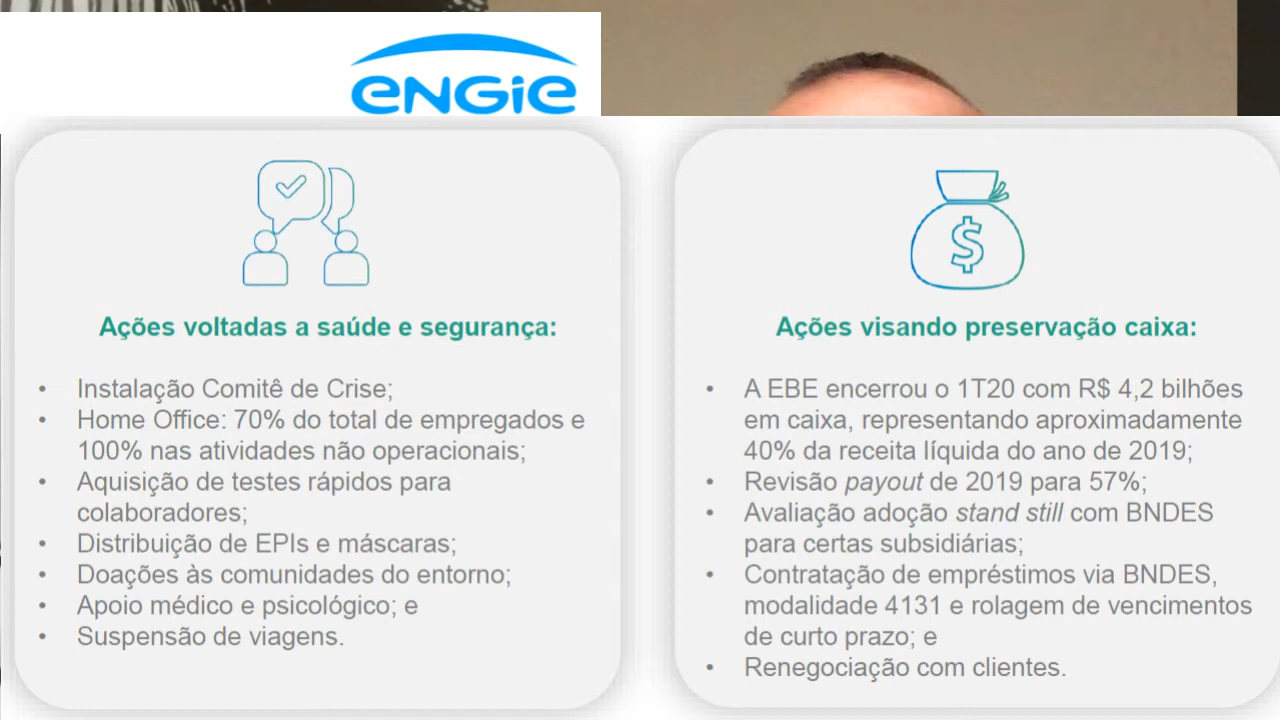 ENGIE
Ações voltadas a saúde e segurança:
• Instalação Comitê de Crise;
• Home Office: 70% do total de empregados e
100% nas atividades não operacionais;
• Aquisição de testes rápidos para
colaboradores;
• Distribuição de EPIs e máscaras;
• Doações às comunidades do entorno;
• Apoio médico e psicológico; e
• Suspensão de viagens.
$
Ações visando preservação caixa:
• A EBE encerrou o 1T20 com R$ 4,2 bilhões
em caixa, representando aproximadamente
40% da receita líquida do ano de 2019;
• Revisão payout de 2019 para 57%;
• Avaliação adoção stand still com BNDES
para certas subsidiárias;
• Contratação de empréstimos via BNDES,
modalidade 4131 e rolagem de vencimentos
de curto prazo; e
• Renegociação com clientes.